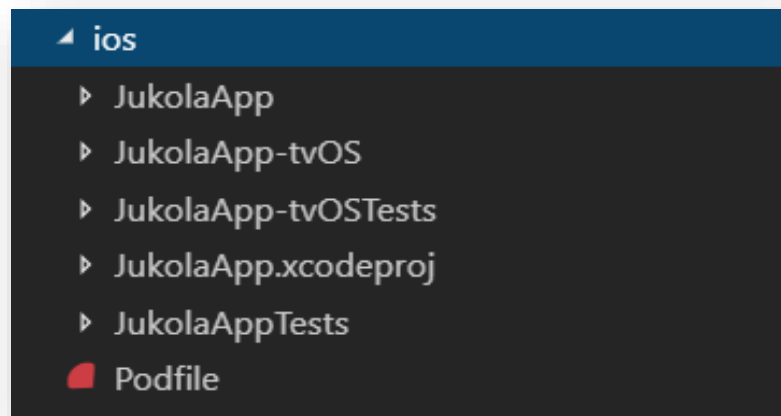 ios
JukolaApp
JukolaApp-tvOS
JukolaApp-tvOSTests
JukolaApp.xcodeproj
JukolaAppTests
Podfile